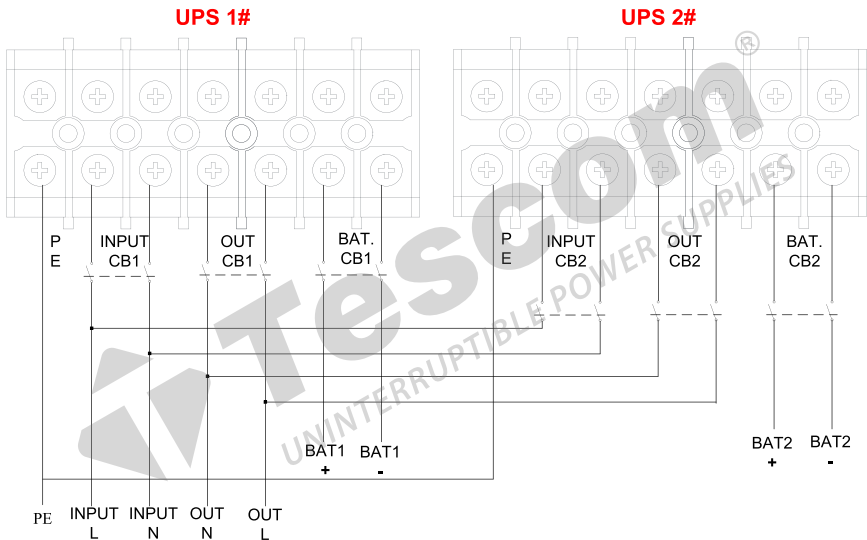 UPS 1#
UPS 2#
P
E
INPUT
CB1
OUT
CB1
BAT.
CB1
P
E
INPUT
CB2
OUT
CB2
BAT.
CB2
Tescom®
UNINTERRUPTIBLE POWER SUPPLIES
BAT1
+
BAT1
-
BAT2
+
BAT2
-
PE
INPUT
L
INPUT
N
OUT
N
OUT
L